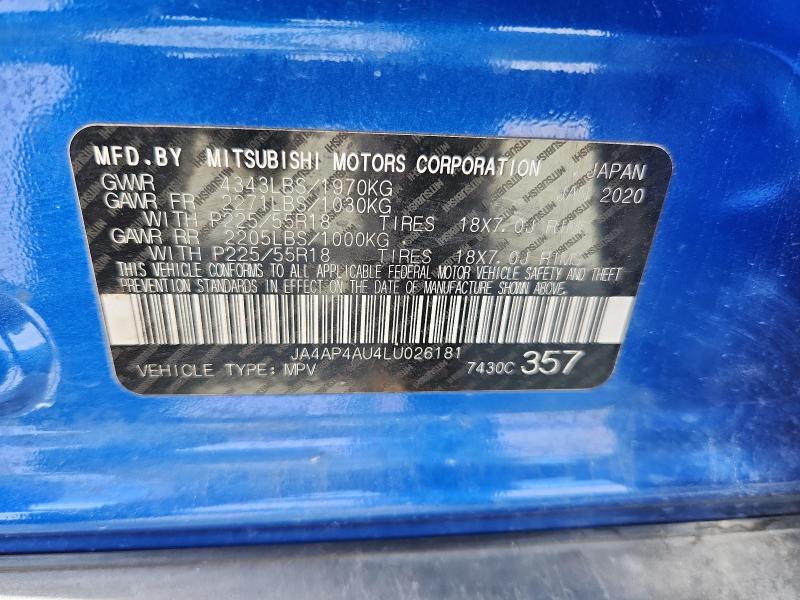 MFD.BY MITSUBISHI MOTORS CORPORATION JAPAN
GVWR 4343LBS/1970KG 2020
GAWR FR 2271LBS/1030KG
WITH P225/55R18 TIRES 18X7.0J RIMS
GAWR RR 2205LBS/1000KG
WITH P225/55R18 TIRES 18X7.0J RIMS
THIS VEHICLE CONFORMS TO ALL APPLICABLE FEDERAL MOTOR VEHICLE SAFETY AND THEFT
PREVENTION STANDARDS IN EFFECT ON THE DATE OF MANUFACTURE SHOWN ABOVE.
JA4AP4AU4LU026181
VEHICLE TYPE: MPV 7430C 357